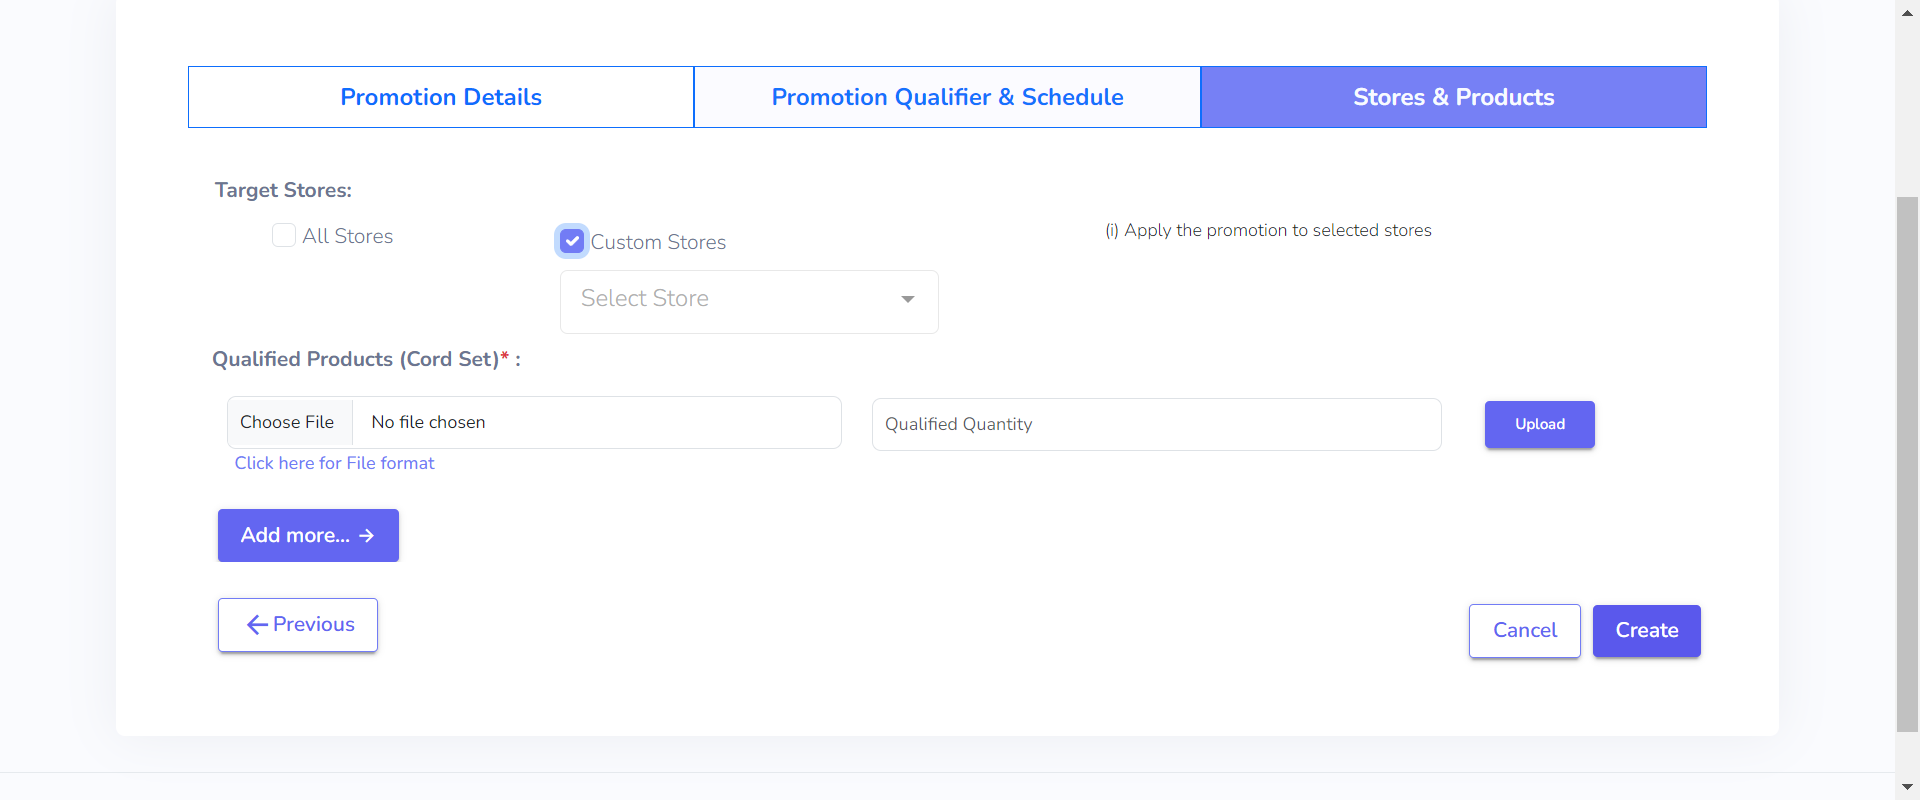 Promotion Details
Promotion Qualifier & Schedule
Stores & Products
Target Stores:
All Stores
Custom Stores
(i) Apply the promotion to selected stores
Select Store
Qualified Products (Cord Set)* :
Choose File
No file chosen
Qualified Quantity
Upload
Click here for File format
Add more... →
←Previous
Cancel
Create